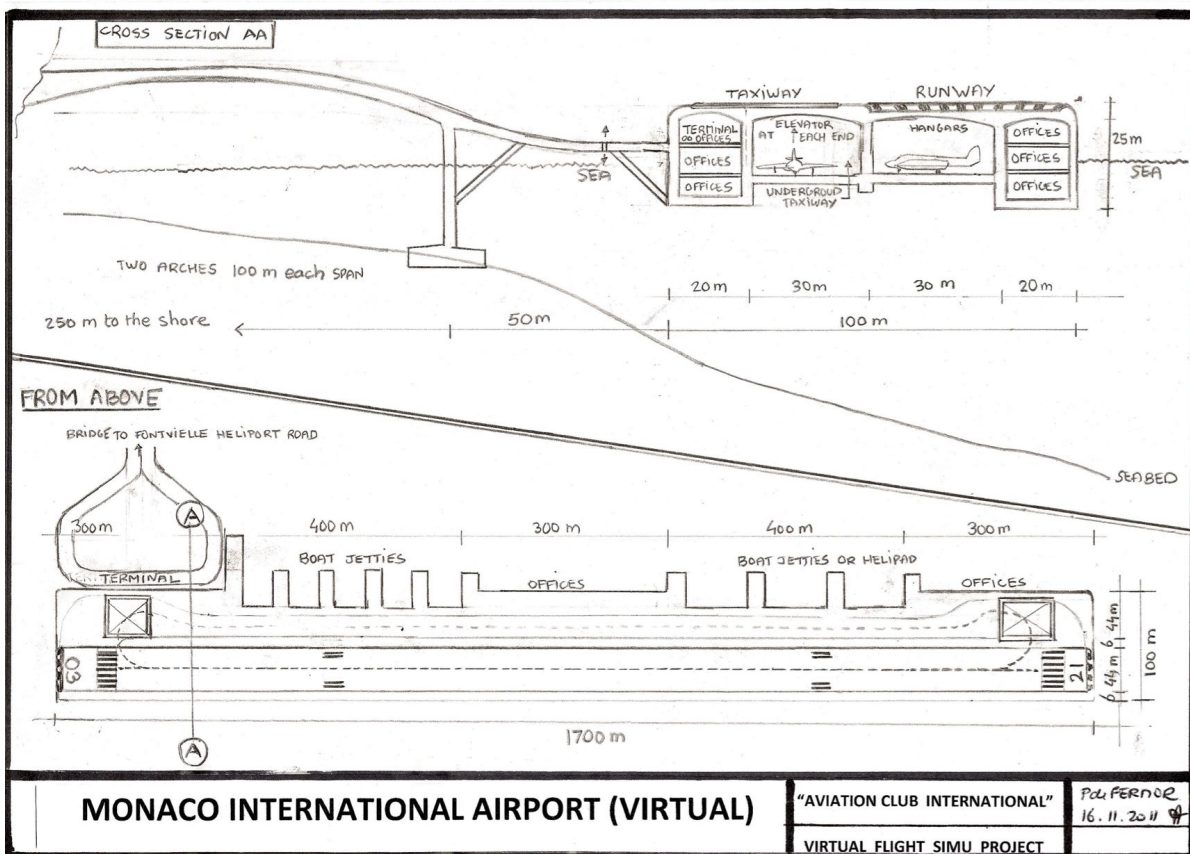 CROSS SECTION AA
TAXIWAY
RUNWAY
TERMINAL
OFFICES
OFFICES
OFFICES
ELEVATOR
AT EACH END
HANGARS
OFFICES
OFFICES
OFFICES
25m
SEA
SEA
UNDERGROUD
TAXIWAY
TWO ARCHES 100 m each SPAN
20m
30m
30 m
20m
250 m to the shore
50m
100 m
FROM ABOVE
BRIDGE TO FONTVIELLE HELIPORT ROAD
SEABED
A
300m
400 m
300 m
400 m
300m
BOAT JETTIES
BOAT JETTIES OR HELIPAD
TERMINAL
OFFICES
OFFICES
03
21
44m
6
44 m
6
100 m
A
1700 m
MONACO INTERNATIONAL AIRPORT (VIRTUAL)
"AVIATION CLUB INTERNATIONAL"
VIRTUAL FLIGHT SIMU PROJECT
FERMOR
16.11.2011